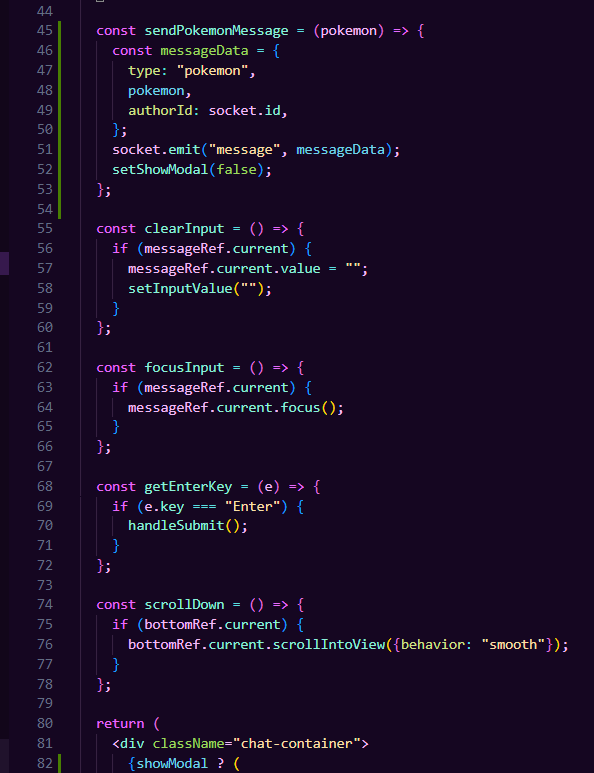 44
45 const sendPokemonMessage = (pokemon) => {
46 const messageData = {
47 type: "pokemon",
48 pokemon,
49 authorId: socket.id,
50 };
51 socket.emit("message", messageData);
52 setShowModal(false);
53 };
54
55 const clearInput = () => {
56 if (messageRef.current) {
57 messageRef.current.value = "";
58 setInputValue("");
59 }
60 };
61
62 const focusInput = () => {
63 if (messageRef.current) {
64 messageRef.current.focus();
65 }
66 };
67
68 const getEnterKey = (e) => {
69 if (e.key === "Enter") {
70 handleSubmit();
71 }
72 };
73
74 const scrollDown = () => {
75 if (bottomRef.current) {
76 bottomRef.current.scrollIntoView({behavior: "smooth"});
77 }
78 };
79
80 return (
81 <div className="chat-container">
82 {showModal ? (